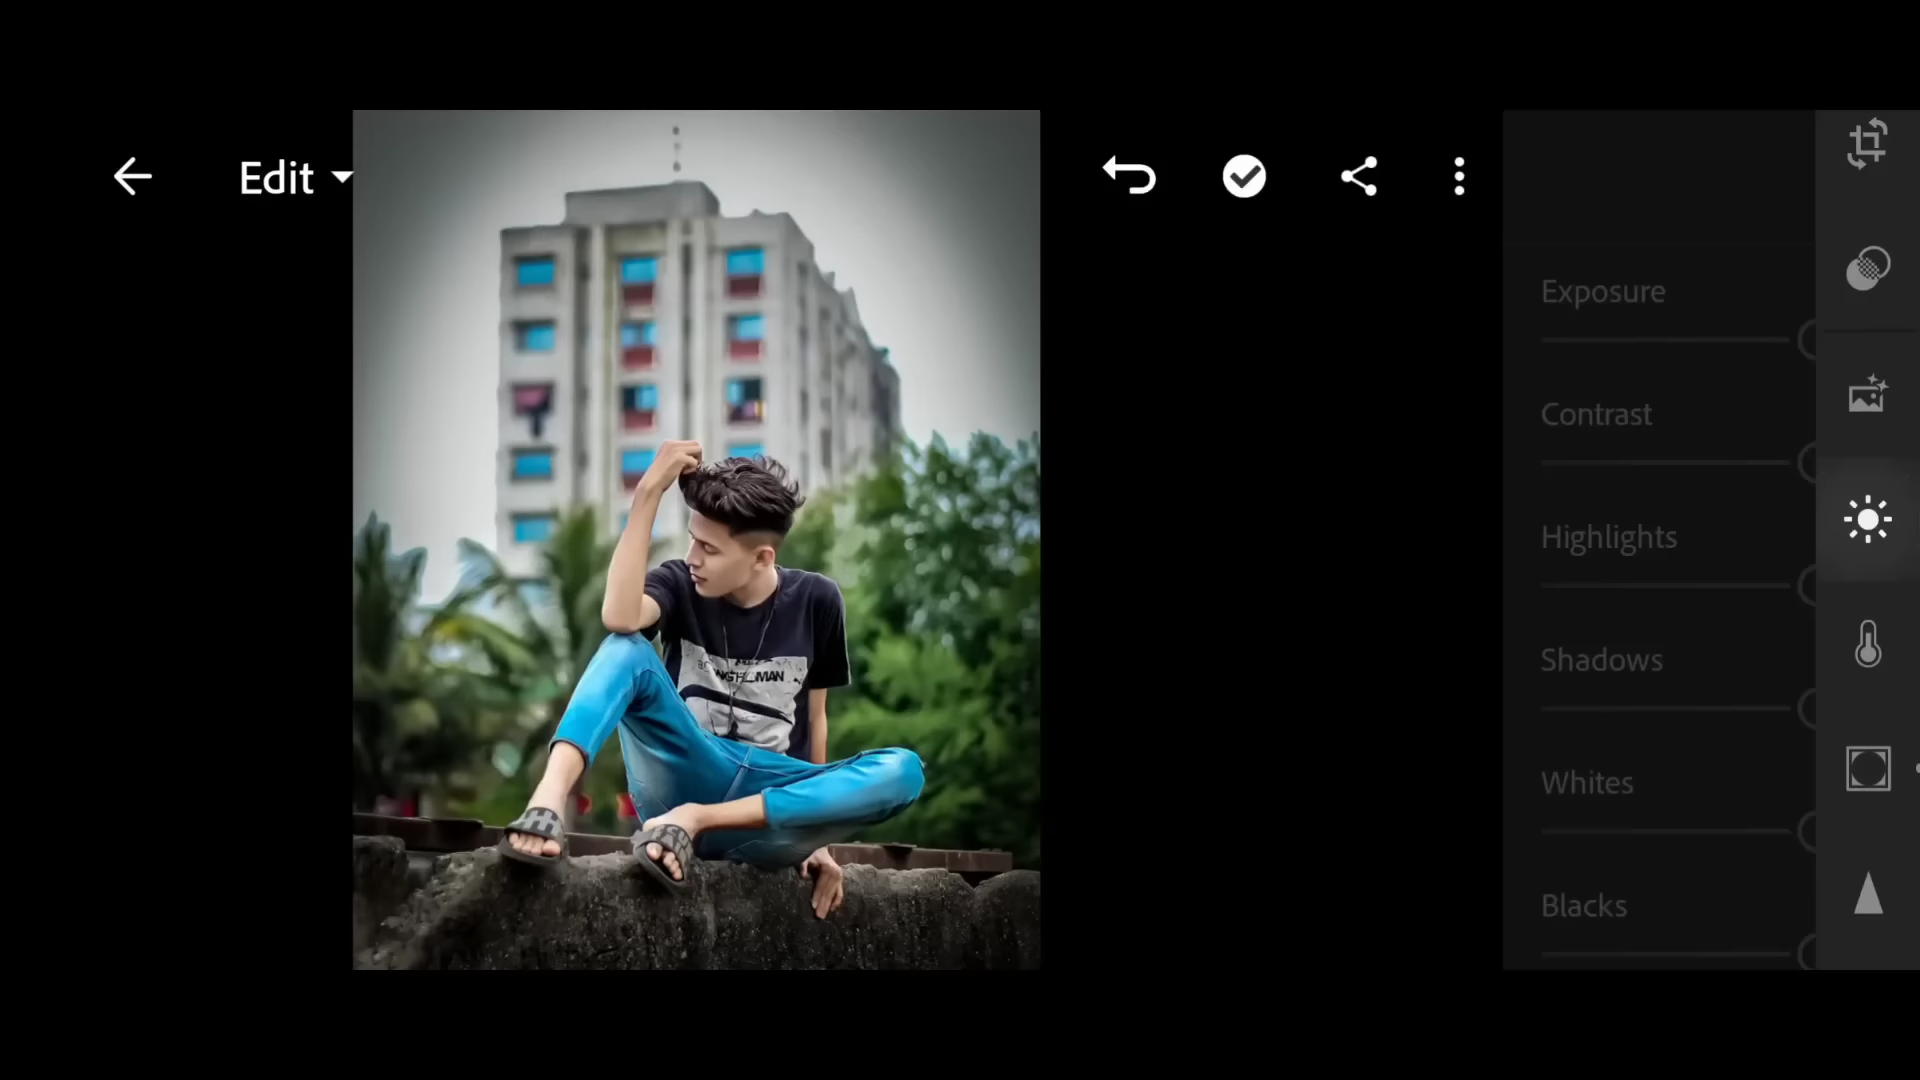 Edit
Exposure
Contrast
Highlights
Shadows
Whites
Blacks